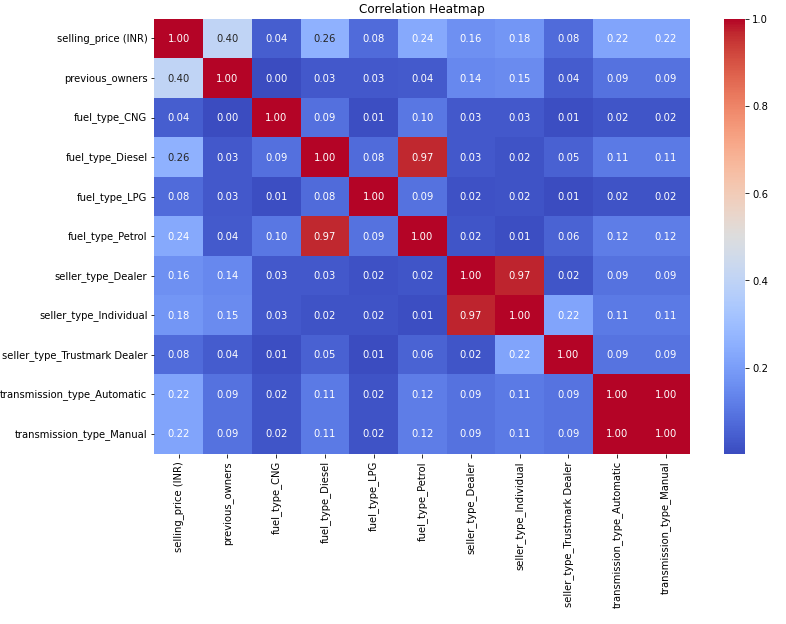 Correlation Heatmap
selling_price (INR) 1.00 0.40 0.04 0.26 0.08 0.24 0.16 0.18 0.08 0.22 0.22
previous_owners 0.40 1.00 0.00 0.03 0.03 0.04 0.14 0.15 0.04 0.09 0.09
fuel_type_CNG 0.04 0.00 1.00 0.09 0.01 0.10 0.03 0.03 0.01 0.02 0.02
fuel_type_Diesel 0.26 0.03 0.09 1.00 0.08 0.97 0.03 0.02 0.05 0.11 0.11
fuel_type_LPG 0.08 0.03 0.01 0.08 1.00 0.09 0.02 0.02 0.01 0.02 0.02
fuel_type_Petrol 0.24 0.04 0.10 0.97 0.09 1.00 0.02 0.01 0.06 0.12 0.12
seller_type_Dealer 0.16 0.14 0.03 0.03 0.02 0.02 1.00 0.97 0.02 0.09 0.09
seller_type_Individual 0.18 0.15 0.03 0.02 0.02 0.01 0.97 1.00 0.22 0.11 0.11
seller_type_Trustmark Dealer 0.08 0.04 0.01 0.05 0.01 0.06 0.02 0.22 1.00 0.09 0.09
transmission_type_Automatic 0.22 0.09 0.02 0.11 0.02 0.12 0.09 0.11 0.09 1.00 1.00
transmission_type_Manual 0.22 0.09 0.02 0.11 0.02 0.12 0.09 0.11 0.09 1.00 1.00
selling_price (INR)
previous_owners
fuel_type_CNG
fuel_type_Diesel
fuel_type_LPG
fuel_type_Petrol
seller_type_Dealer
seller_type_Individual
seller_type_Trustmark Dealer
transmission_type_Automatic
transmission_type_Manual
1.0
0.8
0.6
0.4
0.2